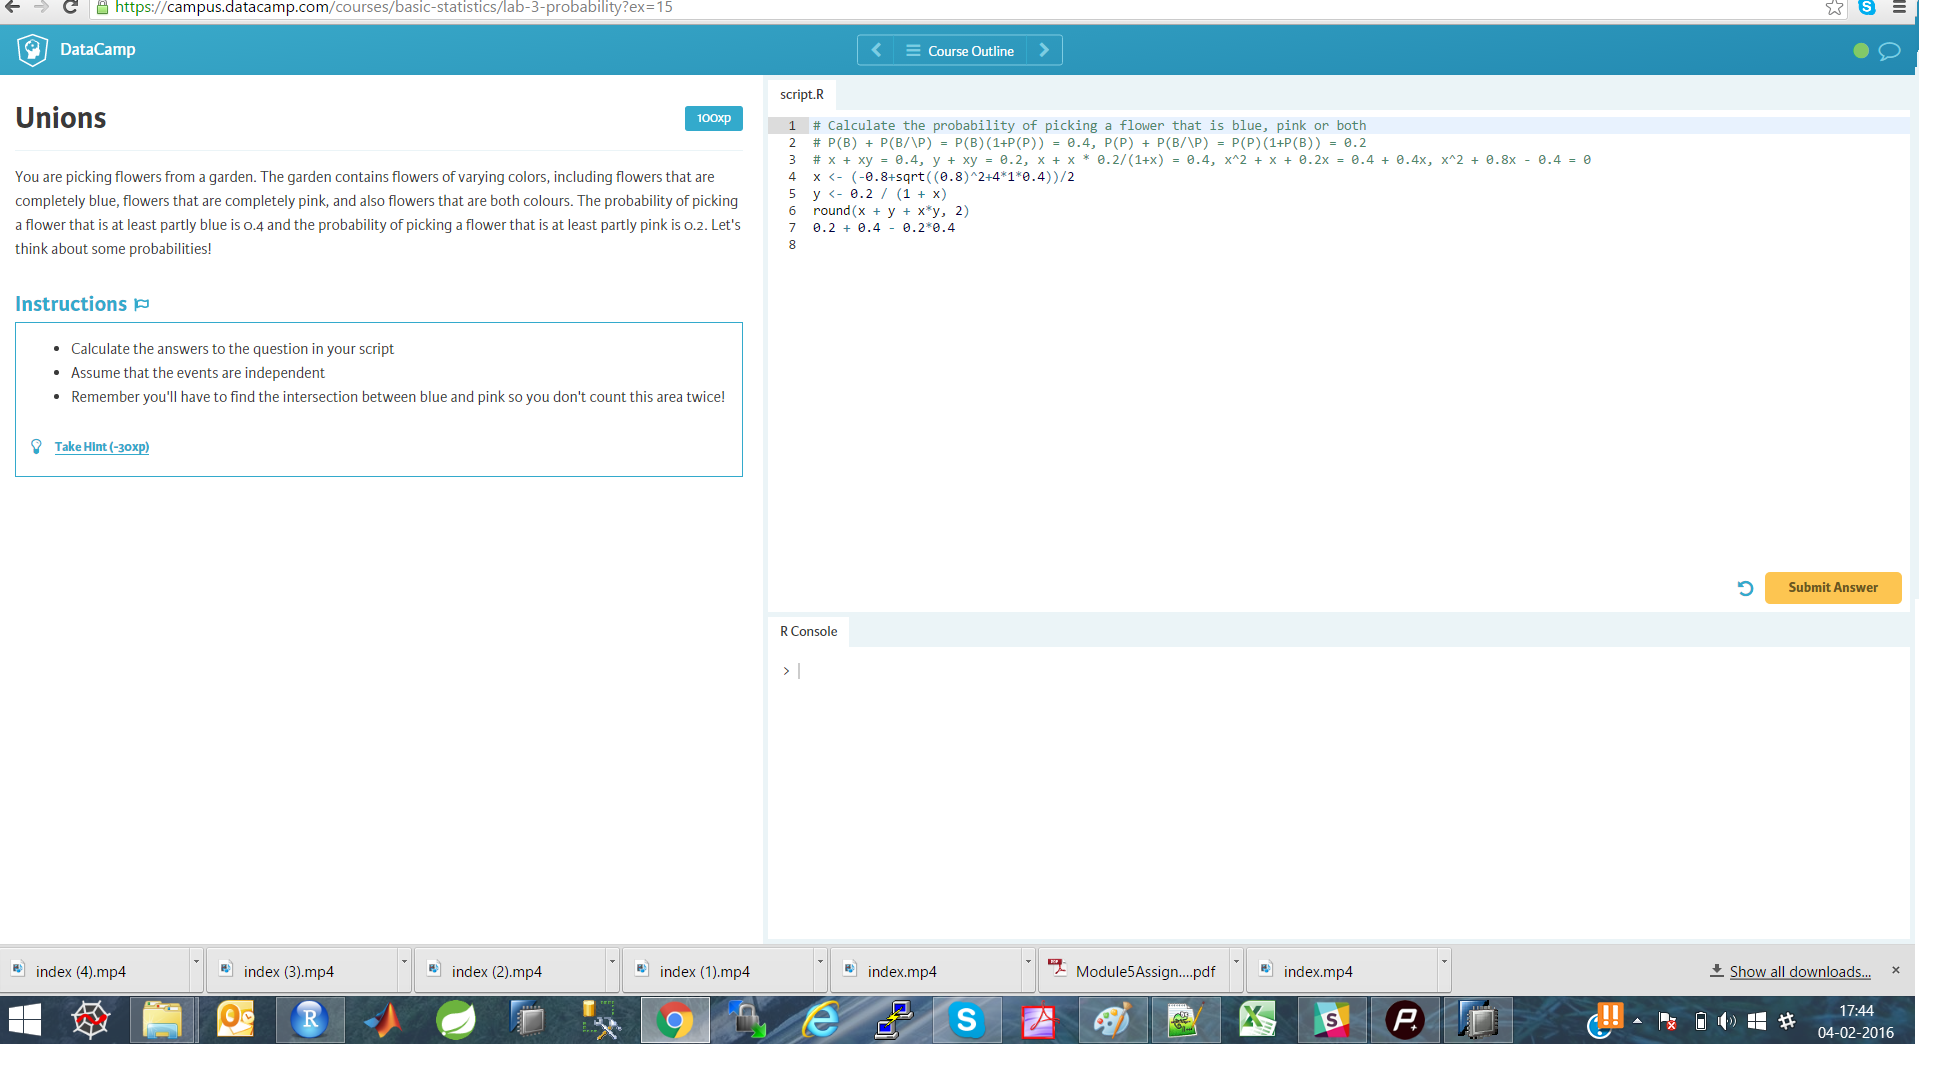 https://campus.datacamp.com/courses/basic-statistics/lab-3-probability?ex=15
S
DataCamp
Course Outline
Unions
100xp
You are picking flowers from a garden. The garden contains flowers of varying colors, including flowers that are
completely blue, flowers that are completely pink, and also flowers that are both colours. The probability of picking
a flower that is at least partly blue is 0.4 and the probability of picking a flower that is at least partly pink is 0.2. Let's
think about some probabilities!
Instructions
Calculate the answers to the question in your script
Assume that the events are independent
Remember you'll have to find the intersection between blue and pink so you don't count this area twice!
Take Hint (-30xp)
script.R
1 # Calculate the probability of picking a flower that is blue, pink or both
2 # P(B) + P(B/\P) = P(B)(1+P(P)) = 0.4, P(P) + P(B/\P) = P(P)(1+P(B)) = 0.2
3 # x + xy = 0.4, y + xy = 0.2, x + x * 0.2/(1+x) = 0.4, x^2 + x + 0.2x = 0.4 + 0.4x, x^2 + 0.8x - 0.4 = 0
4 x <- (-0.8+sqrt((0.8)^2+4*1*0.4))/2
5 y <- 0.2 / (1 + x)
6 round(x + y + x*y, 2)
7 0.2 + 0.4 - 0.2*0.4
8
Submit Answer
R Console
>
index (4).mp4
index (3).mp4
index (2).mp4
index (1).mp4
index.mp4
Module5Assign....pdf
index.mp4
Show all downloads...
R
S
S
17:44
04-02-2016